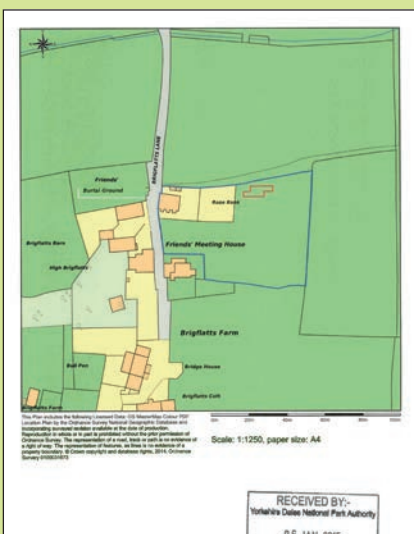 BRIGFLATTS LANE
Friends'
Burial Ground
Rose Bank
Brigflatts Barn
Friends' Meeting House
High Brigflatts
Brigflatts Farm
Bull Pen
Bridge House
Brigflatts Cott
Brigflatts Farm
This Plan includes the following Licensed Data: OS MasterMap Colour PDF
Location Plan by the Ordnance Survey National Geographic Database and
incorporating surveyed revision available at the date of production.
Reproduction in whole or in part is prohibited without the prior permission of
Ordnance Survey. The representation of a road, track or path is no evidence of
a right of way. The representation of features, as lines is no evidence of a
property boundary. © Crown copyright and database rights, 2014. Ordnance
Survey
Scale: 1:1250, paper size: A4
RECEIVED BY:-
Yorkshire Dales National Park Authority
JAN